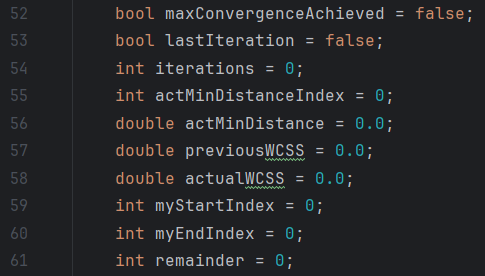 52 bool maxConvergenceAchieved = false;
53 bool lastIteration = false;
54 int iterations = 0;
55 int actMinDistanceIndex = 0;
56 double actMinDistance = 0.0;
57 double previousWCSS = 0.0;
58 double actualWCSS = 0.0;
59 int myStartIndex = 0;
60 int myEndIndex = 0;
61 int remainder = 0;